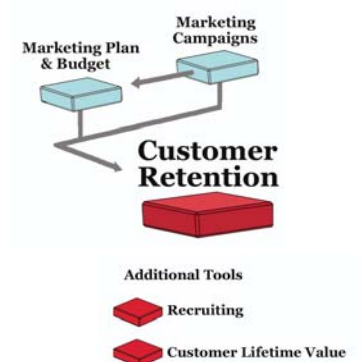 Marketing
Campaigns
Marketing Plan
& Budget
Customer
Retention
Additional Tools
Recruiting
Customer Lifetime Value